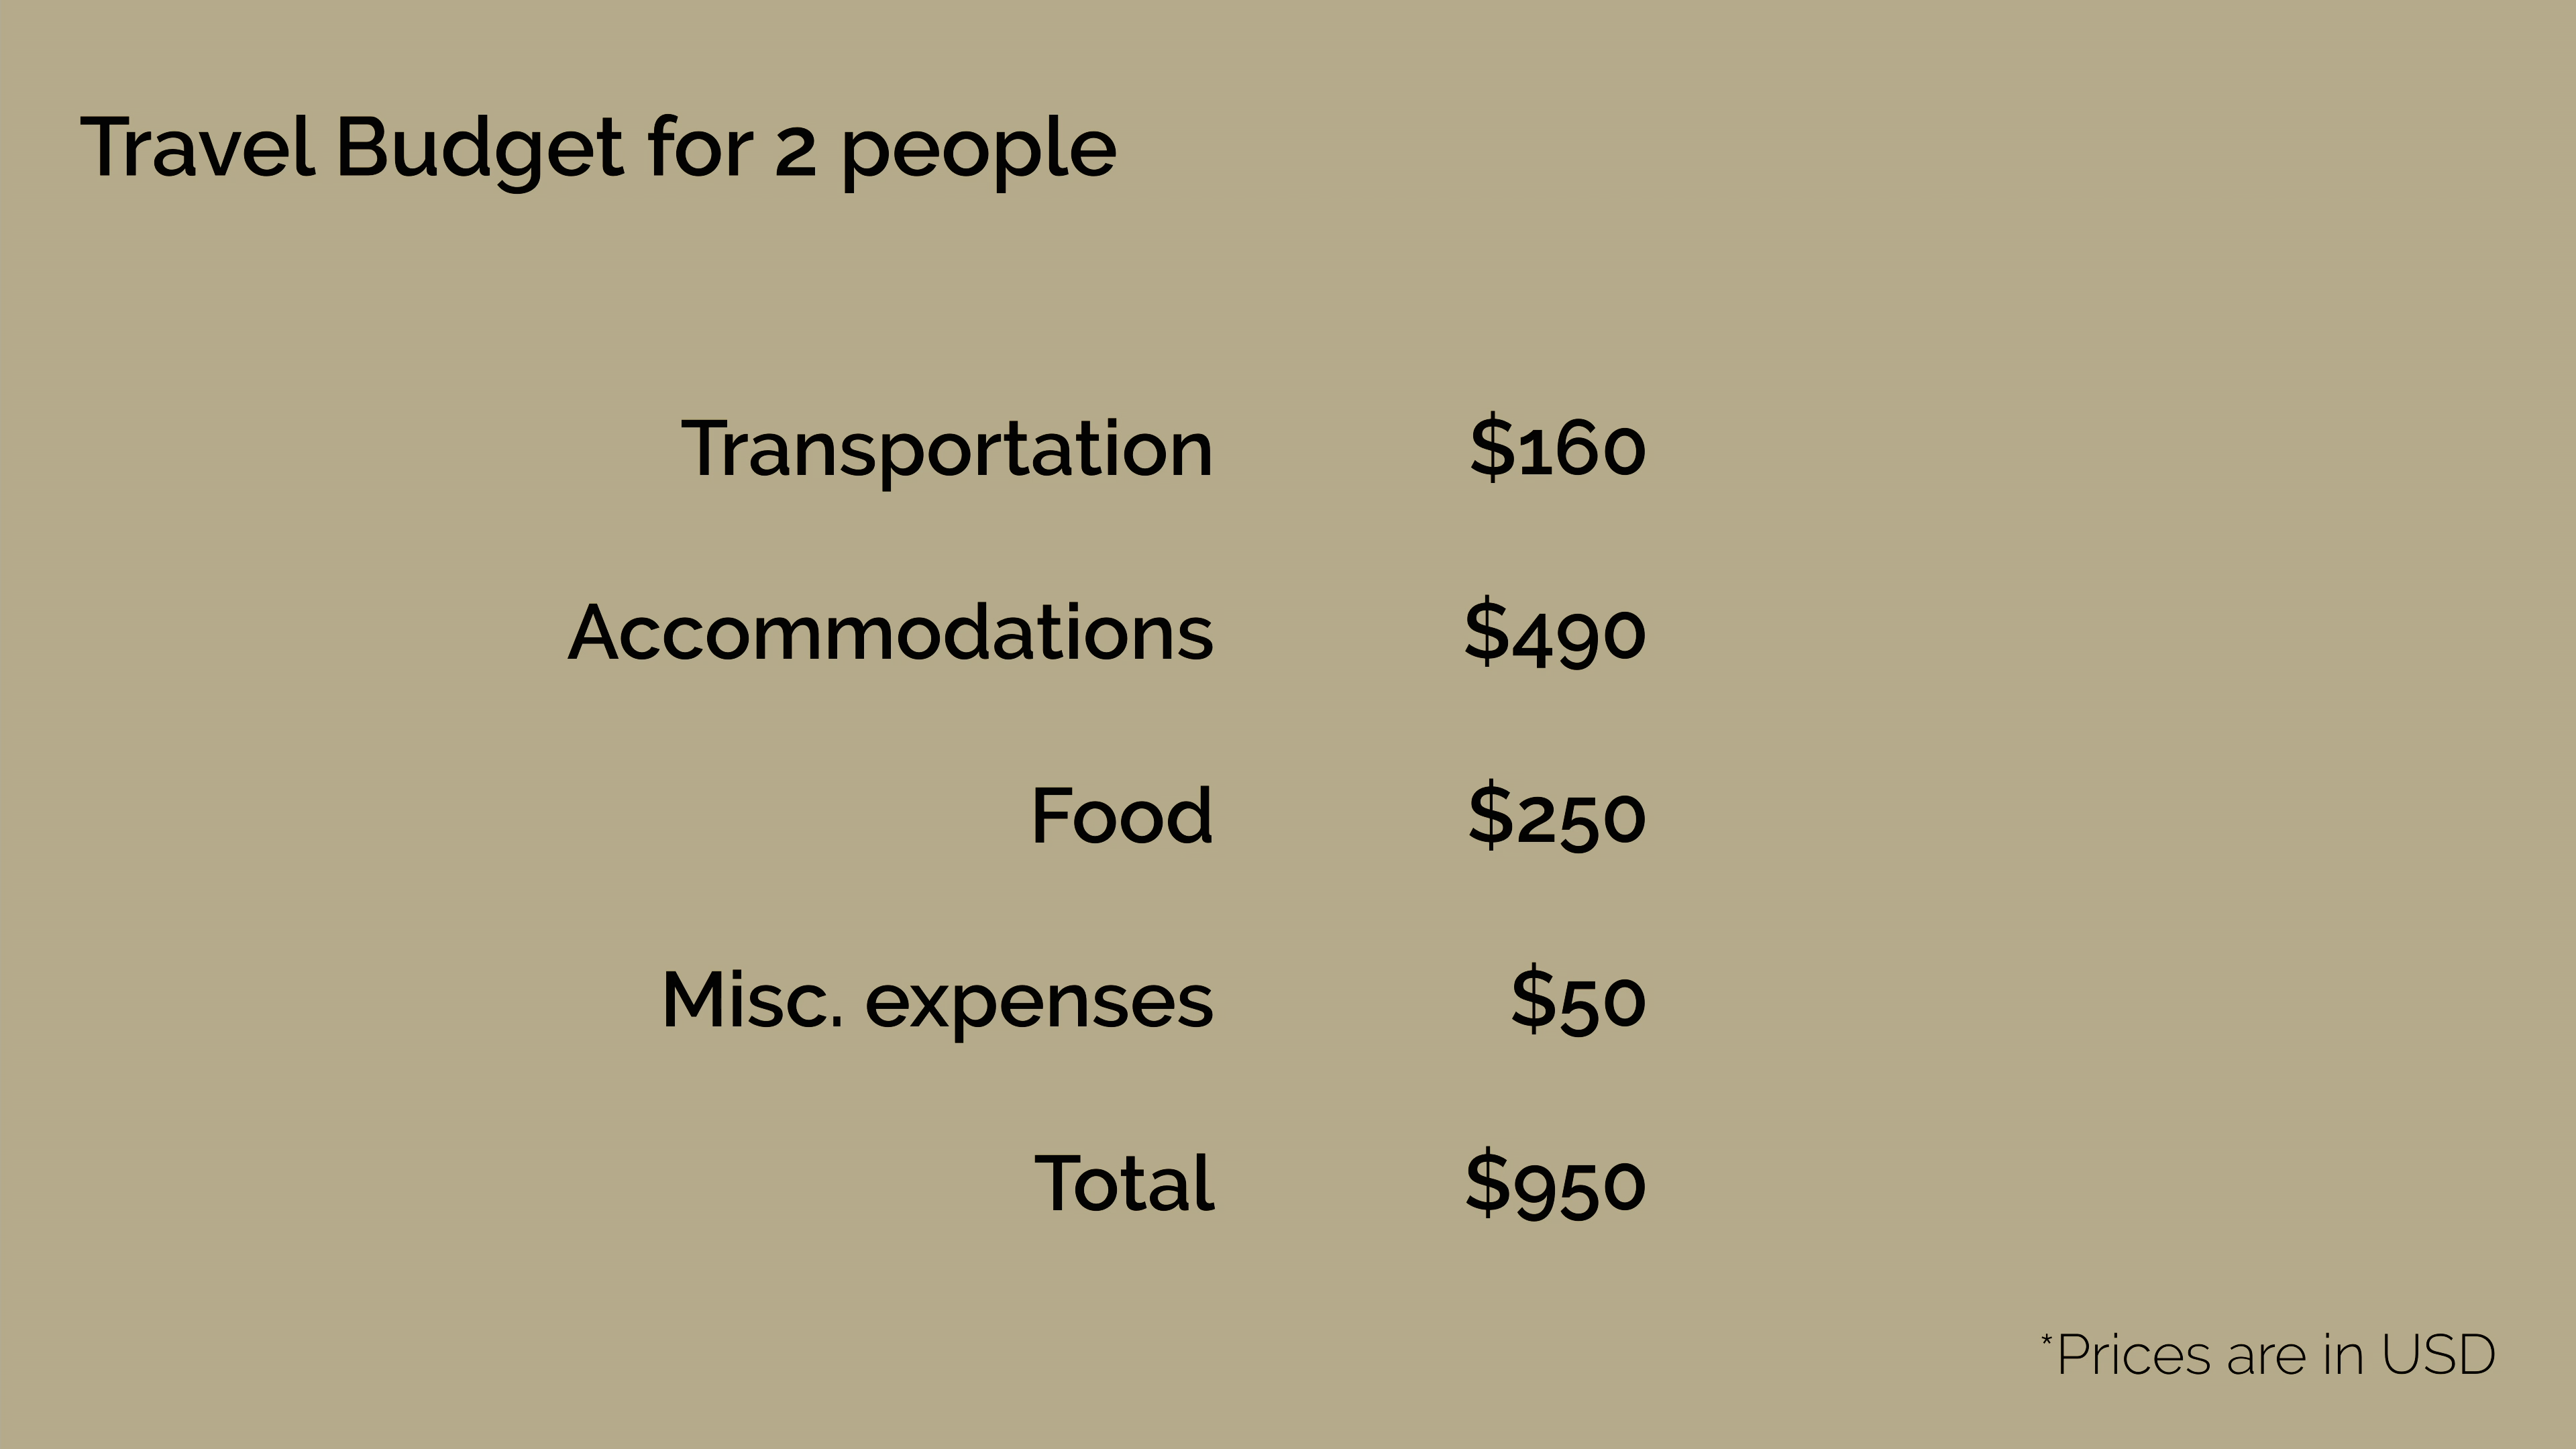 Travel Budget for 2 people
Transportation $160
Accommodations $490
Food $250
Misc. expenses $50
Total $950
*Prices are in USD